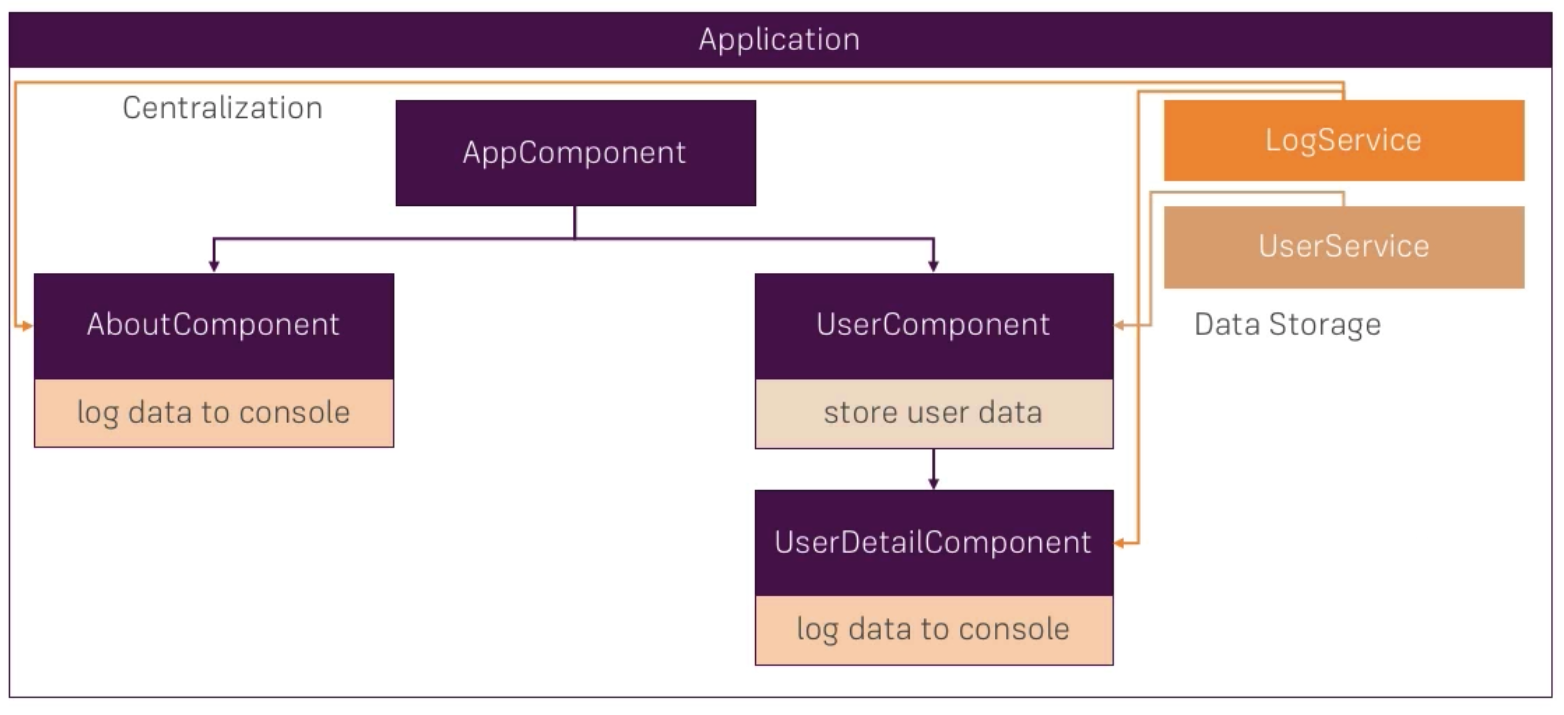 Application
Centralization
AppComponent
LogService
UserService
AboutComponent
UserComponent
Data Storage
log data to console
store user data
UserDetailComponent
log data to console